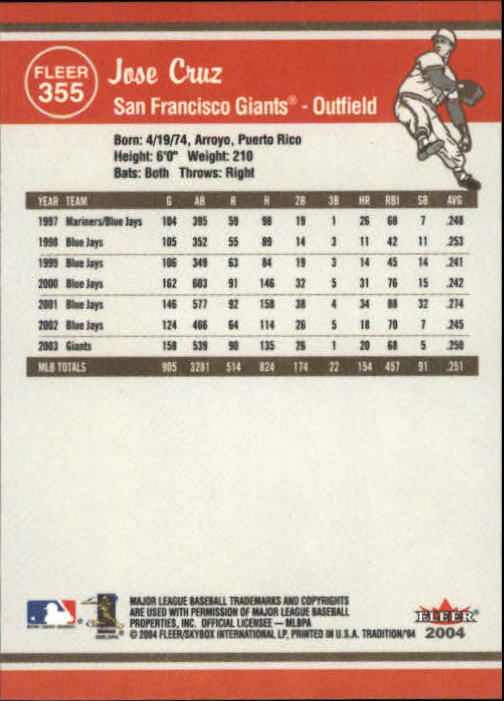 FLEER
355
Jose Cruz
San Francisco Giants® - Outfield
Born: 4/19/74, Arroyo, Puerto Rico
Height: 6'0" Weight: 210
Bats: Both Throws: Right
YEAR TEAM G AB R H 2B 3B HR RBI SB AVG
1997 Mariners/Blue Jays 104 395 59 98 19 1 26 68 7 .248
1998 Blue Jays 105 352 55 89 14 3 11 42 11 .253
1999 Blue Jays 106 349 63 84 19 3 14 45 14 .241
2000 Blue Jays 162 603 91 146 32 5 31 76 15 .242
2001 Blue Jays 146 577 92 158 38 4 34 88 32 .274
2002 Blue Jays 124 466 64 114 26 5 18 70 7 .245
2003 Giants 158 539 90 135 26 1 20 68 5 .250
MLB TOTALS 905 3281 514 824 174 22 154 457 91 .251
MAJOR LEAGUE BASEBALL TRADEMARKS AND COPYRIGHTS
ARE USED WITH PERMISSION OF MAJOR LEAGUE BASEBALL
PROPERTIES, INC. OFFICIAL LICENSEE — MLBPA
© 2004 FLEER/SKYBOX INTERNATIONAL LP, PRINTED IN U.S.A. TRADITION/'04
FLEER
2004